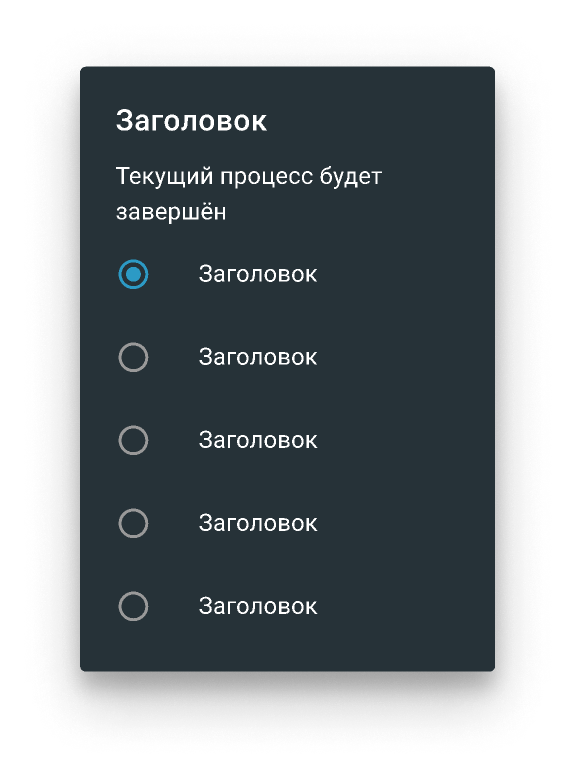 Заголовок
Текущий процесс будет
завершён
Заголовок
Заголовок
Заголовок
Заголовок
Заголовок